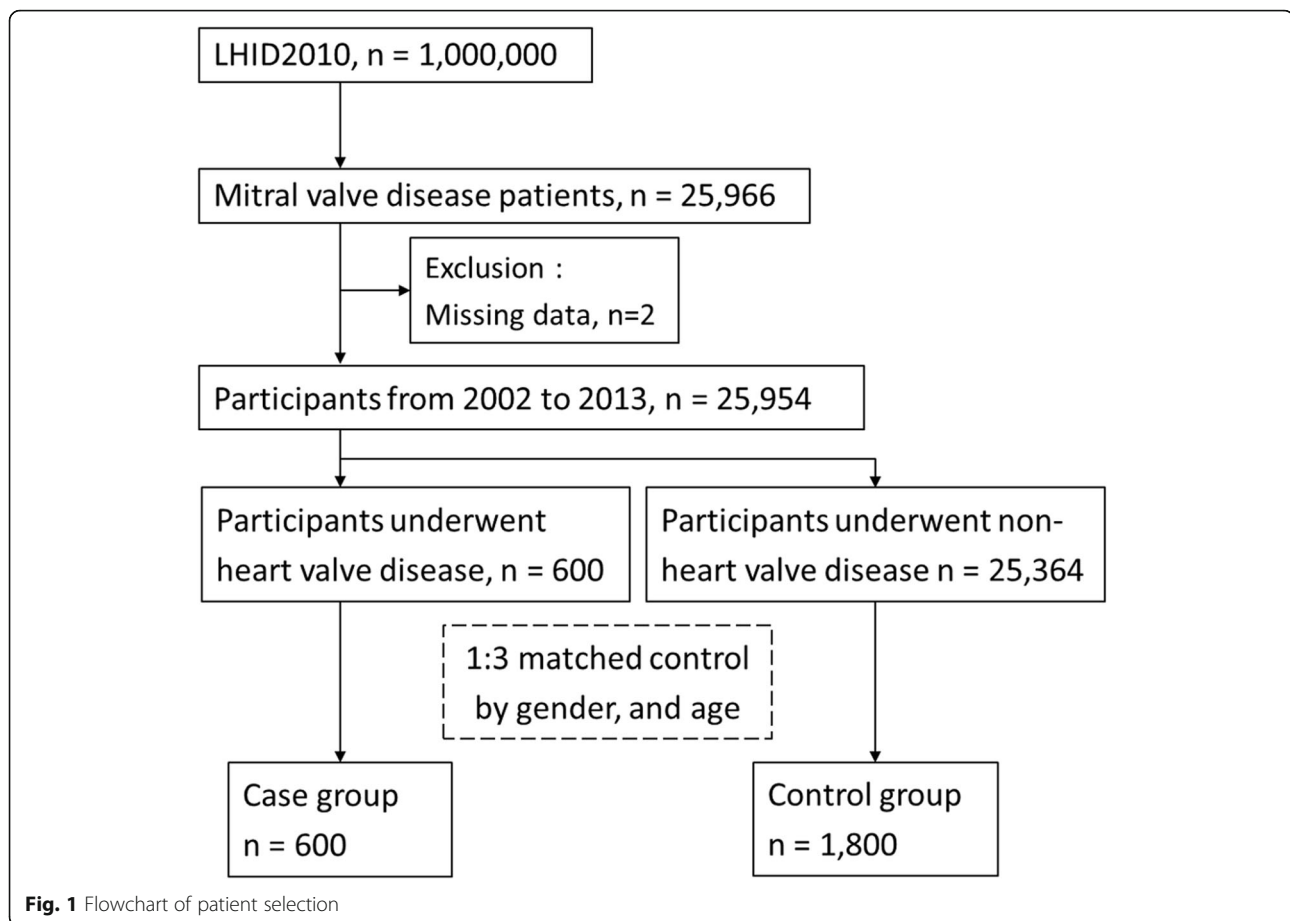 LHID2010, n = 1,000,000
Mitral valve disease patients, n = 25,966
Exclusion :
Missing data, n=2
Participants from 2002 to 2013, n = 25,954
Participants underwent
heart valve disease, n = 600
Participants underwent non-
heart valve disease n = 25,364
1:3 matched control
by gender, and age
Case group
n = 600
Control group
n = 1,800
Fig. 1 Flowchart of patient selection